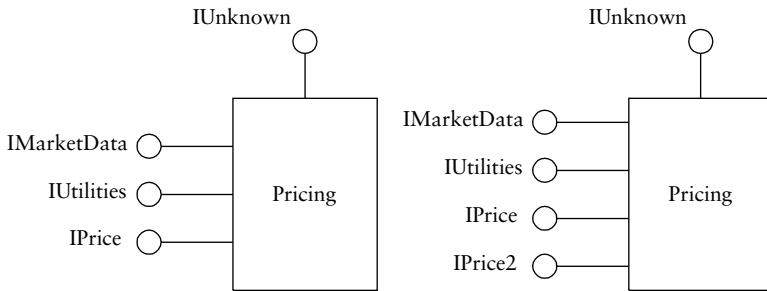 IUnknown
IMarketData
IUtilities
IPrice
Pricing
IUnknown
IMarketData
IUtilities
IPrice
IPrice2
Pricing